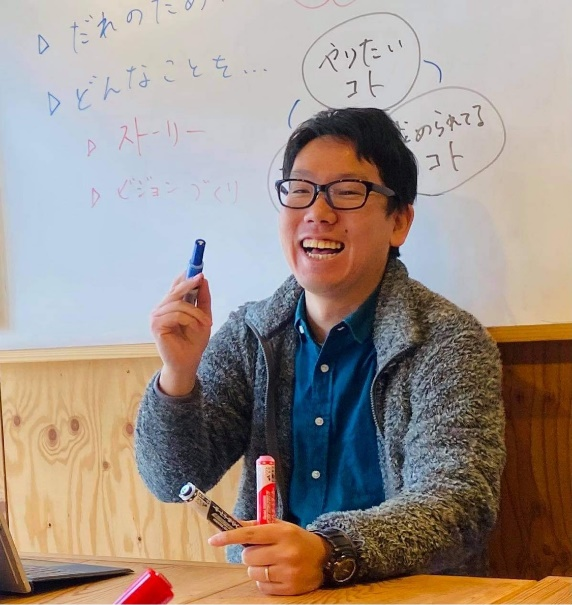 ▷ だれのため
▷ どんなことを...
▷ ストーリー
▷ ビジョンづくり
やりたい
コト
められてる
コト